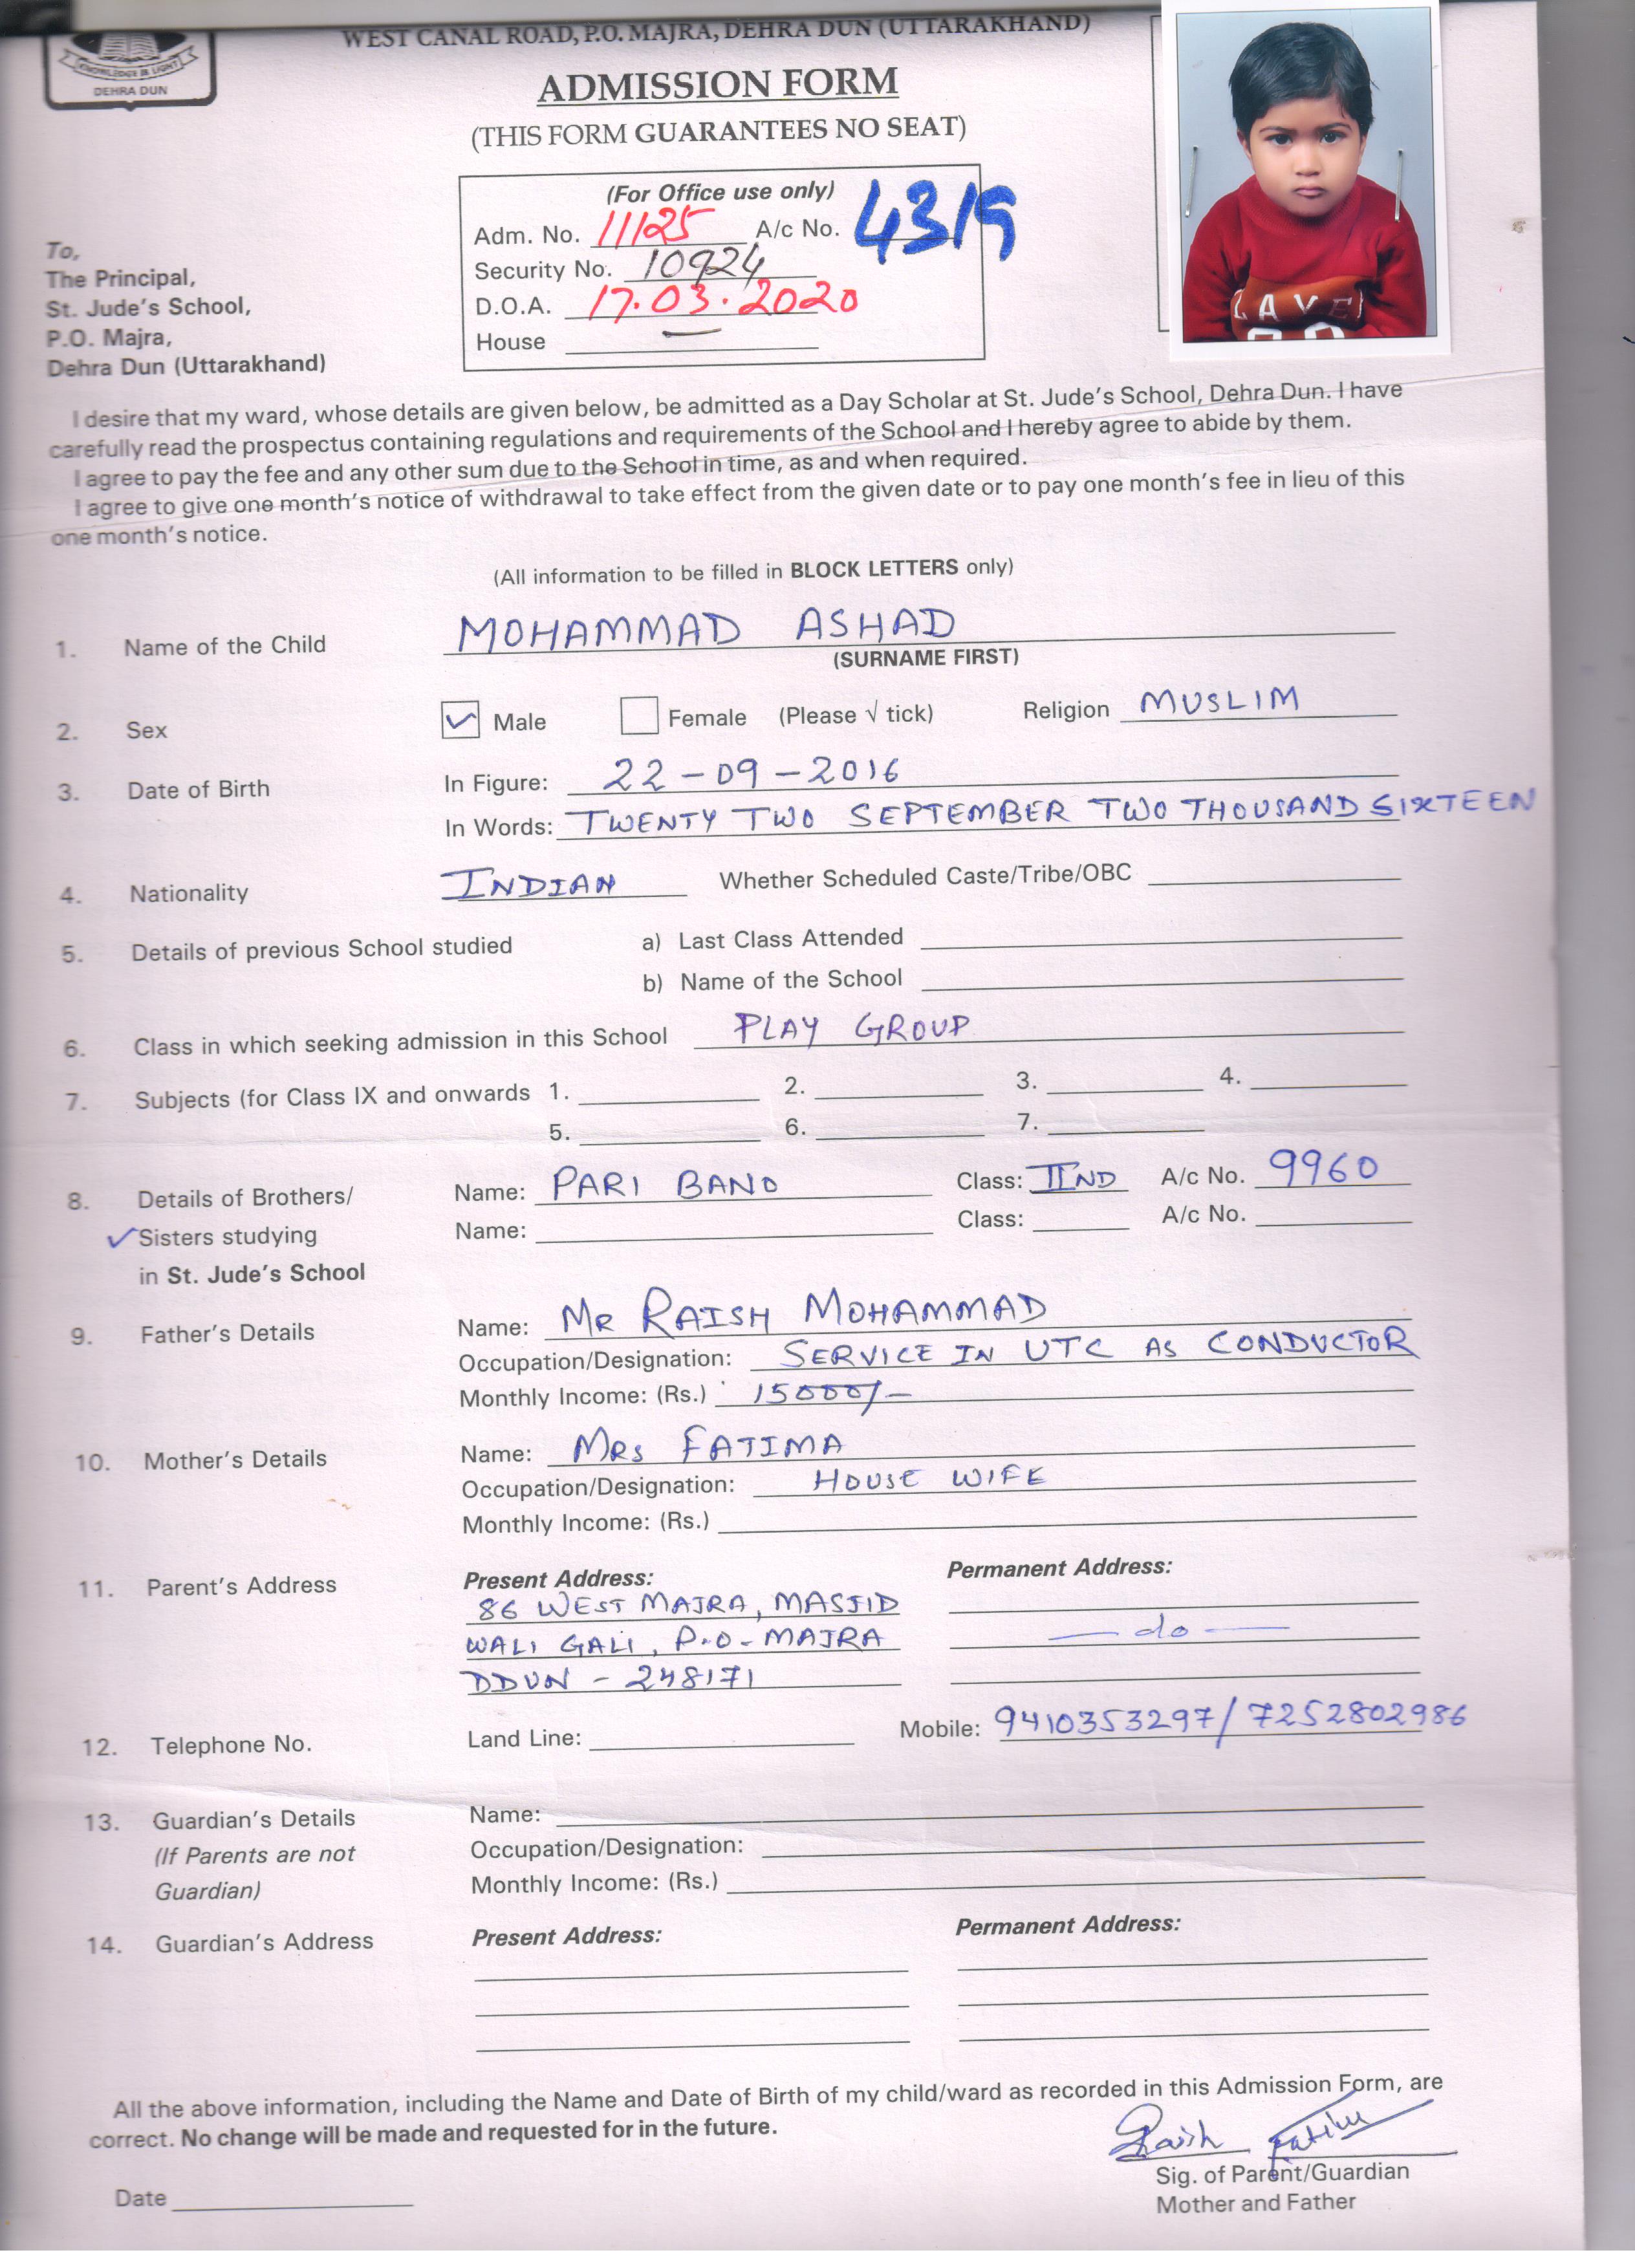 WEST CANAL ROAD, P.O. MAJRA, DEHRA DUN (UTTARAKHAND)
KNOWLEDGE IS LIGHT
DEHRA DUN
ADMISSION FORM
(THIS FORM GUARANTEES NO SEAT)
(For Office use only)
Adm. No. 11125 A/c No. 4319
Security No. 10924
D.O.A. 17.03.2020
House —
To,
The Principal,
St. Jude's School,
P.O. Majra,
Dehra Dun (Uttarakhand)
I desire that my ward, whose details are given below, be admitted as a Day Scholar at St. Jude's School, Dehra Dun. I have
carefully read the prospectus containing regulations and requirements of the School and I hereby agree to abide by them.
I agree to pay the fee and any other sum due to the School in time, as and when required.
I agree to give one month's notice of withdrawal to take effect from the given date or to pay one month's fee in lieu of this
one month's notice.
(All information to be filled in BLOCK LETTERS only)
1. Name of the Child MOHAMMAD ASHAD
(SURNAME FIRST)
2. Sex ✓ Male Female (Please √ tick) Religion MUSLIM
3. Date of Birth In Figure: 22-09-2016
In Words: TWENTY TWO SEPTEMBER TWO THOUSAND SIXTEEN
4. Nationality INDIAN Whether Scheduled Caste/Tribe/OBC
5. Details of previous School studied a) Last Class Attended
b) Name of the School
6. Class in which seeking admission in this School PLAY GROUP
7. Subjects (for Class IX and onwards 1. 2. 3. 4.
5. 6. 7.
8. Details of Brothers/ Name: PARI BANO Class: IIND A/c No. 9960
✓Sisters studying Name: Class: A/c No.
in St. Jude's School
9. Father's Details Name: MR RAISH MOHAMMAD
Occupation/Designation: SERVICE IN UTC AS CONDUCTOR
Monthly Income: (Rs.) 15000/-
10. Mother's Details Name: MRS FATIMA
Occupation/Designation: HOUSE WIFE
Monthly Income: (Rs.)
11. Parent's Address Present Address: Permanent Address:
86 WEST MAJRA, MASJID
WALI GALI, P.O- MAJRA — do —
DDUN - 248171
12. Telephone No. Land Line: Mobile: 9410353297/7252802986
13. Guardian's Details Name:
(If Parents are not Occupation/Designation:
Guardian) Monthly Income: (Rs.)
14. Guardian's Address Present Address: Permanent Address:
All the above information, including the Name and Date of Birth of my child/ward as recorded in this Admission Form, are
correct. No change will be made and requested for in the future.
Raish Fatima
Sig. of Parent/Guardian
Date Mother and Father